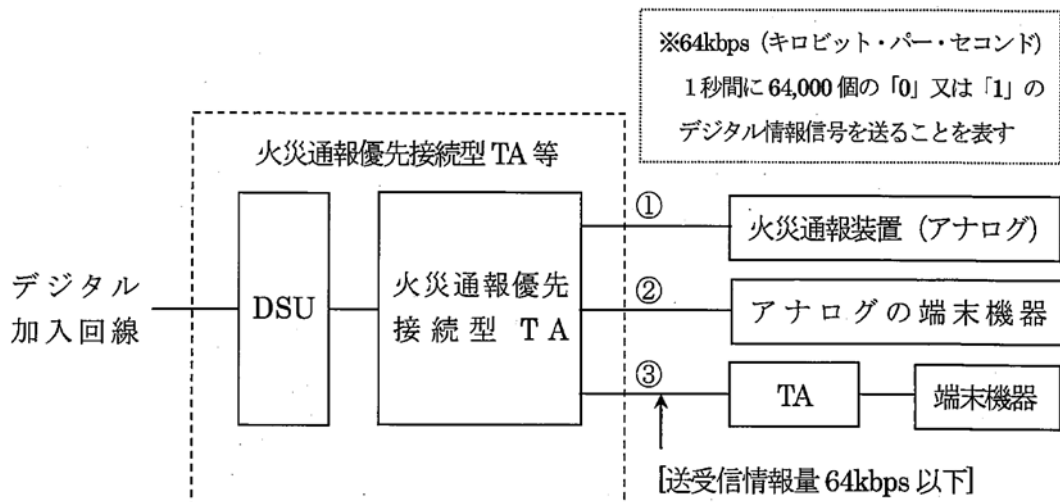 ※64kbps（キロビット・パー・セコンド）
1秒間に64,000個の「0」又は「1」の
デジタル情報信号を送ることを表す
火災通報優先接続型TA等
デジタル
加入回線
DSU
火災通報優先
接続型TA
①
火災通報装置（アナログ）
②
アナログの端末機器
③
TA
端末機器
[送受信情報量64kbps以下]